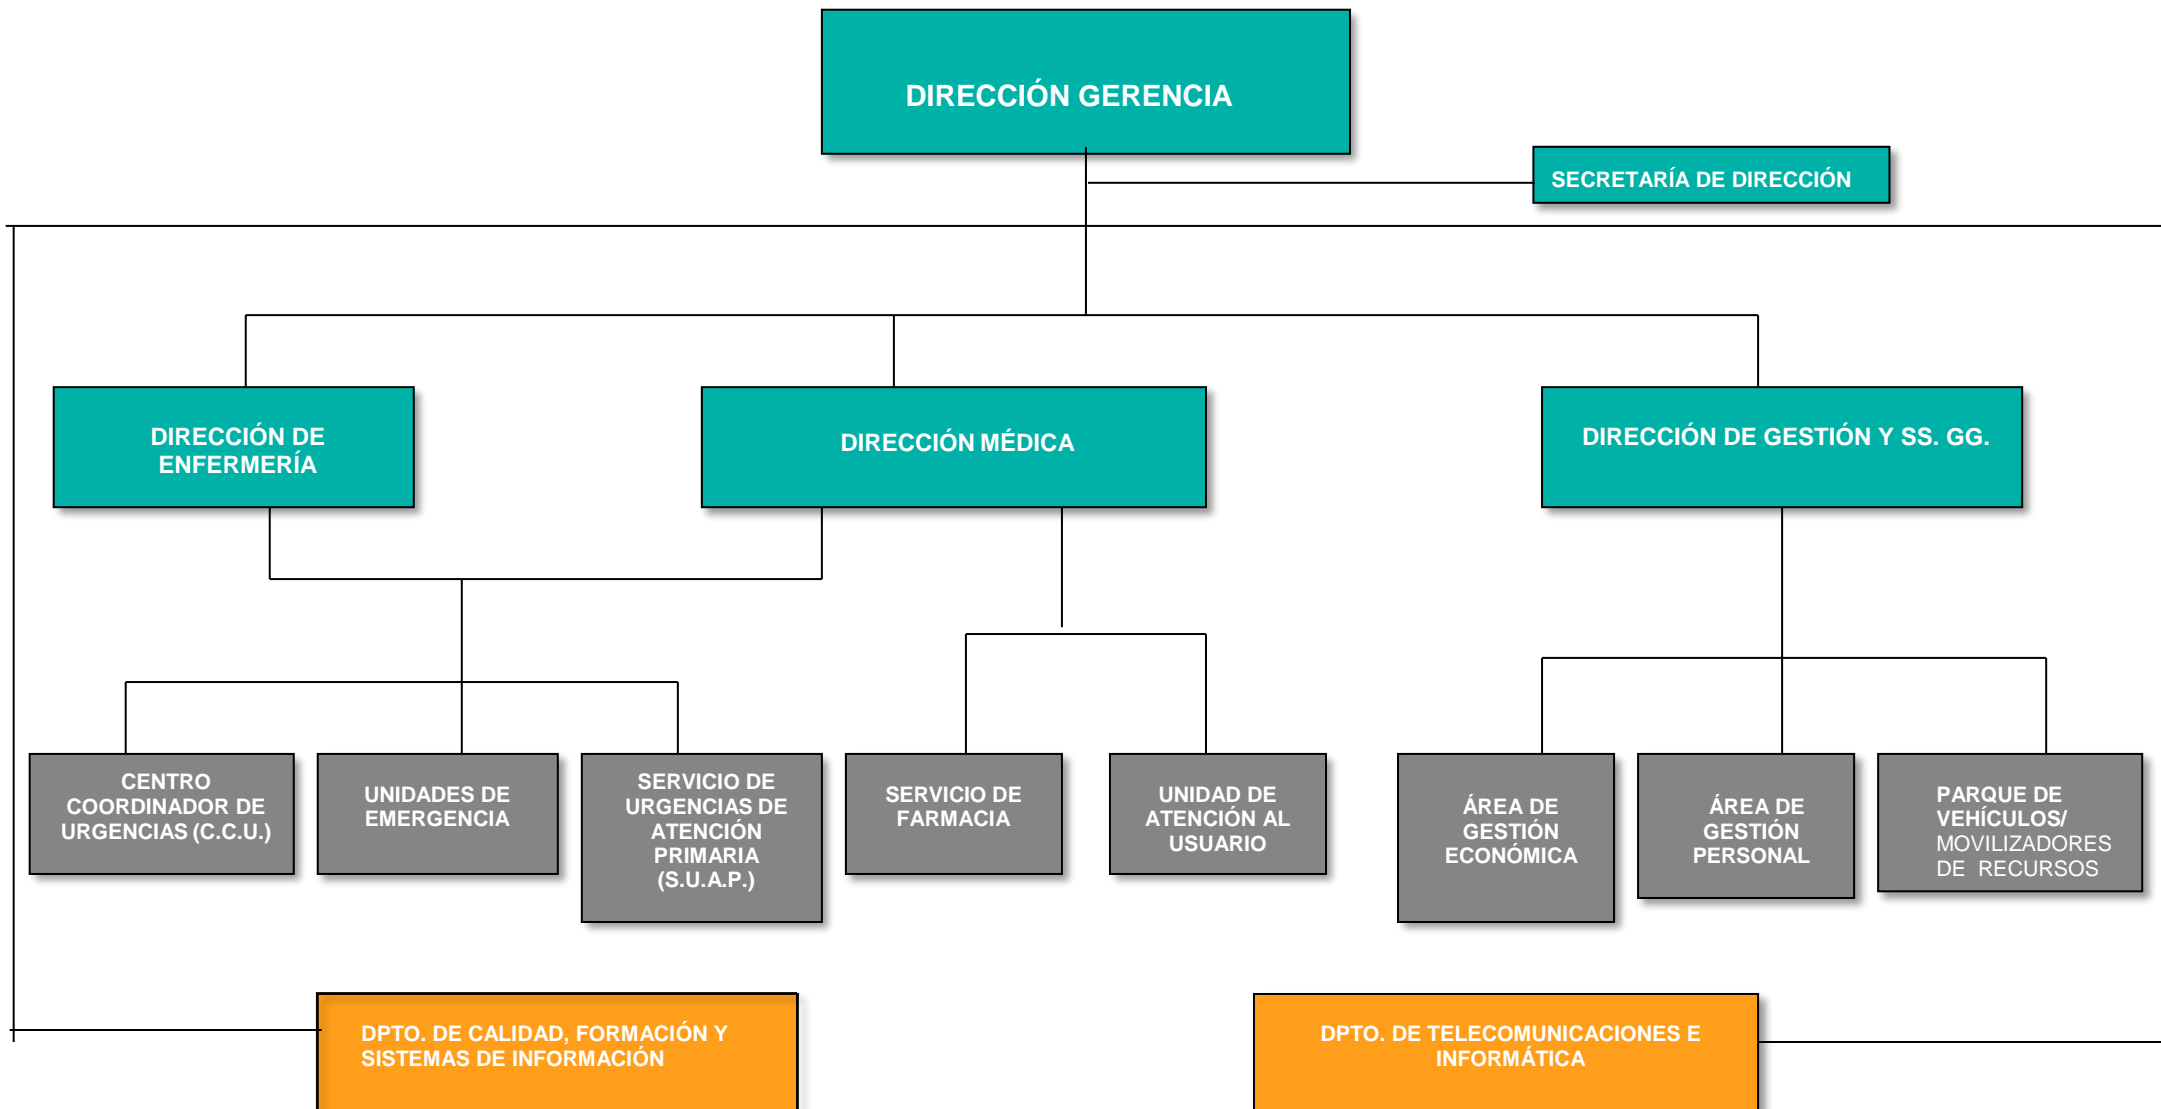 DIRECCIÓN GERENCIA
SECRETARÍA DE DIRECCIÓN
DIRECCIÓN DE
ENFERMERÍA
DIRECCIÓN MÉDICA
DIRECCIÓN DE GESTIÓN Y SS. GG.
CENTRO
COORDINADOR DE
URGENCIAS (C.C.U.)
UNIDADES DE
EMERGENCIA
SERVICIO DE
URGENCIAS DE
ATENCIÓN
PRIMARIA
(S.U.A.P.)
SERVICIO DE
FARMACIA
UNIDAD DE
ATENCIÓN AL
USUARIO
ÁREA DE
GESTIÓN
ECONÓMICA
ÁREA DE
GESTIÓN
PERSONAL
PARQUE DE
VEHÍCULOS/
MOVILIZADORES
DE RECURSOS
DPTO. DE CALIDAD, FORMACIÓN Y
SISTEMAS DE INFORMACIÓN
DPTO. DE TELECOMUNICACIONES E
INFORMÁTICA